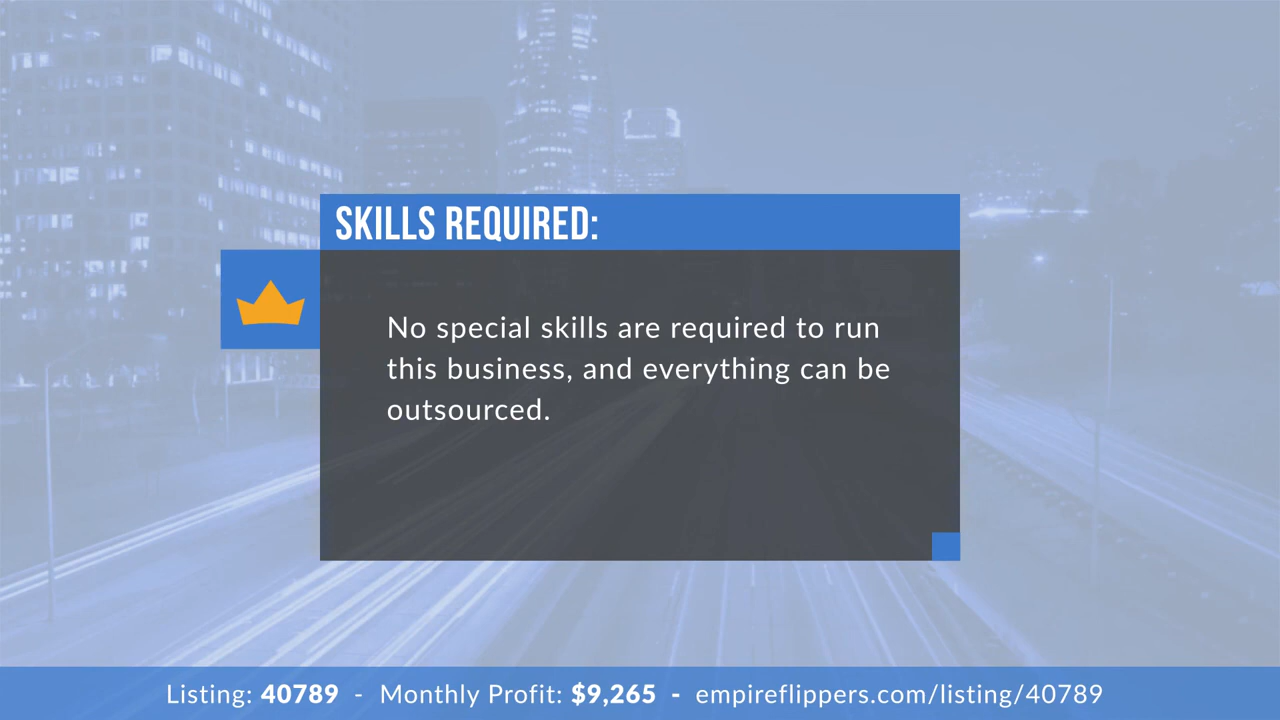 SKILLS REQUIRED:
No special skills are required to run
this business, and everything can be
outsourced.
Listing: 40789 - Monthly Profit: $9,265 - empireflippers.com/listing/40789